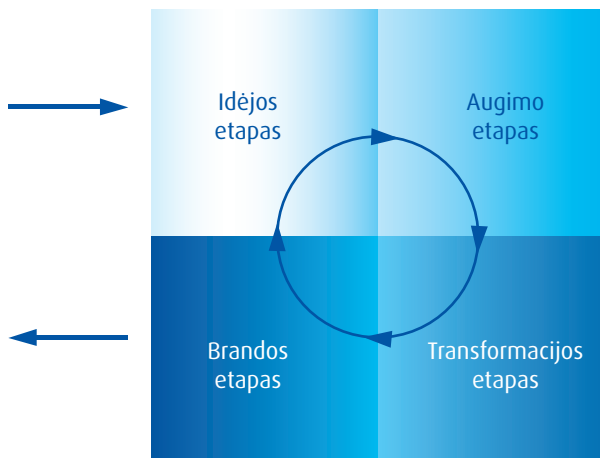 Idėjos
etapas
Augimo
etapas
Brandos
etapas
Transformacijos
etapas